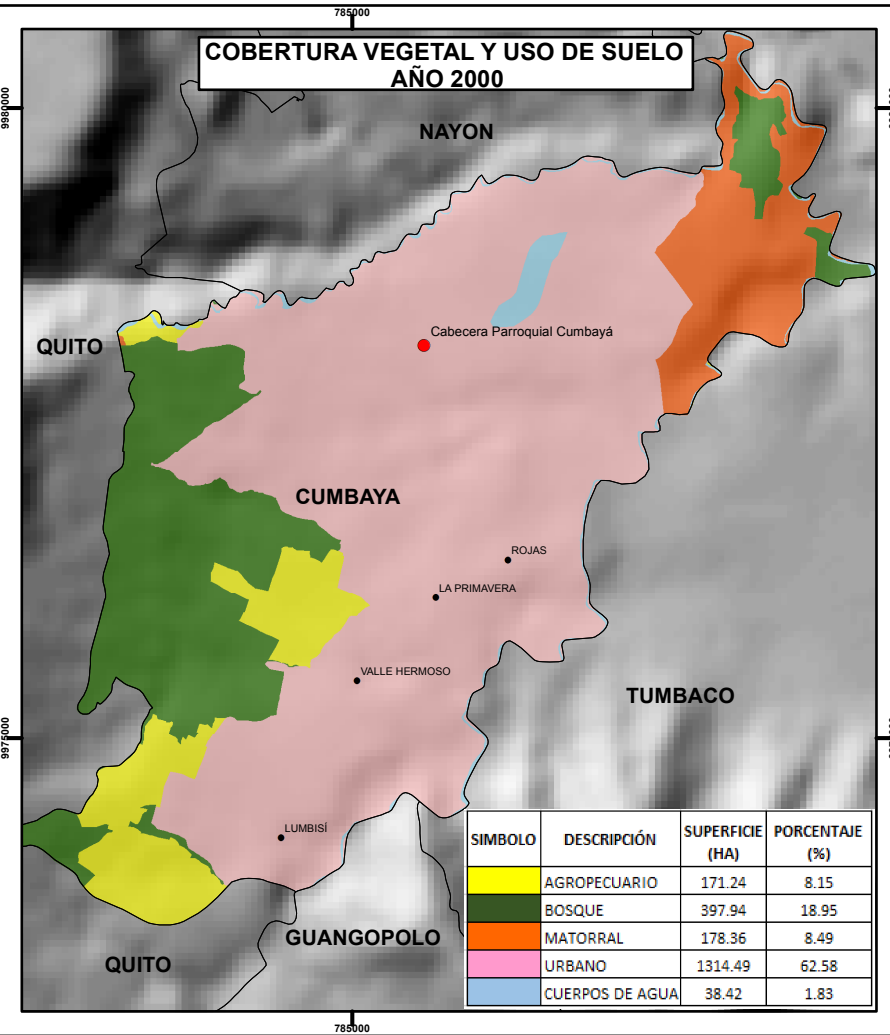 785000
COBERTURA VEGETAL Y USO DE SUELO
AÑO 2000
9980000
NAYON
QUITO
Cabecera Parroquial Cumbayá
CUMBAYA
ROJAS
LA PRIMAVERA
VALLE HERMOSO
TUMBACO
9975000
LUMBISÍ
GUANGOPOLO
QUITO
SIMBOLO DESCRIPCIÓN SUPERFICIE (HA) PORCENTAJE (%)
AGROPECUARIO 171.24 8.15
BOSQUE 397.94 18.95
MATORRAL 178.36 8.49
URBANO 1314.49 62.58
CUERPOS DE AGUA 38.42 1.83
785000